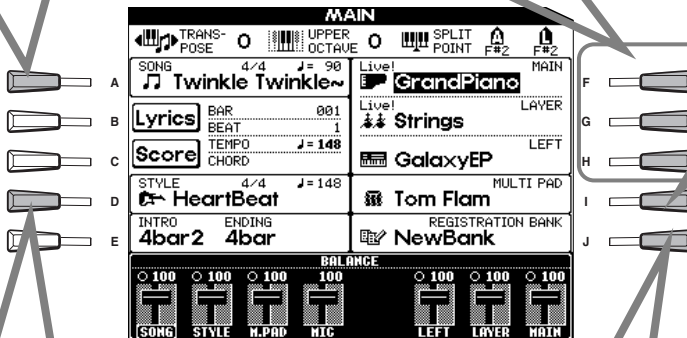 MAIN
TRANS-POSE 0 UPPER OCTAVE 0 SPLIT POINT A F#2 L F#2
SONG 4/4 ♩= 90
Twinkle Twinkle~
Live! MAIN
GrandPiano
Lyrics BAR 001
BEAT 1
Live! LAYER
Strings
Score TEMPO ♩=148
CHORD
LEFT
GalaxyEP
STYLE 4/4 ♩=148
HeartBeat
MULTI PAD
Tom Flam
INTRO ENDING
4bar2 4bar
REGISTRATION BANK
NewBank
BALANCE
100 100 100 100 100 100 100
SONG STYLE M.PAD MIC LEFT LAYER MAIN
A
B
C
D
E
F
G
H
I
J